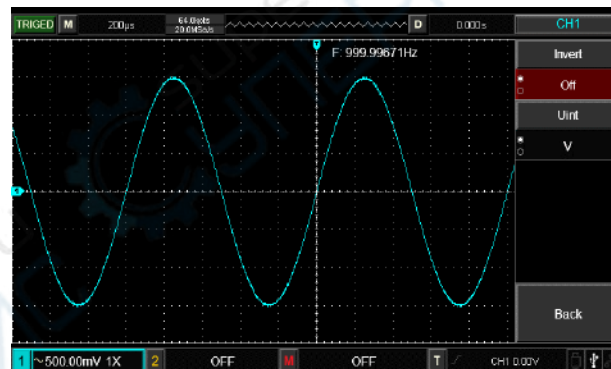 TRIGED M 200μs 64.0kpts D 0.000s CH1
20.0MSa/s
F: 999.99671Hz
Invert
Off
Uint
V
1
Back
1 ~500.00mV 1X 2 OFF M OFF T CH1 0.00V